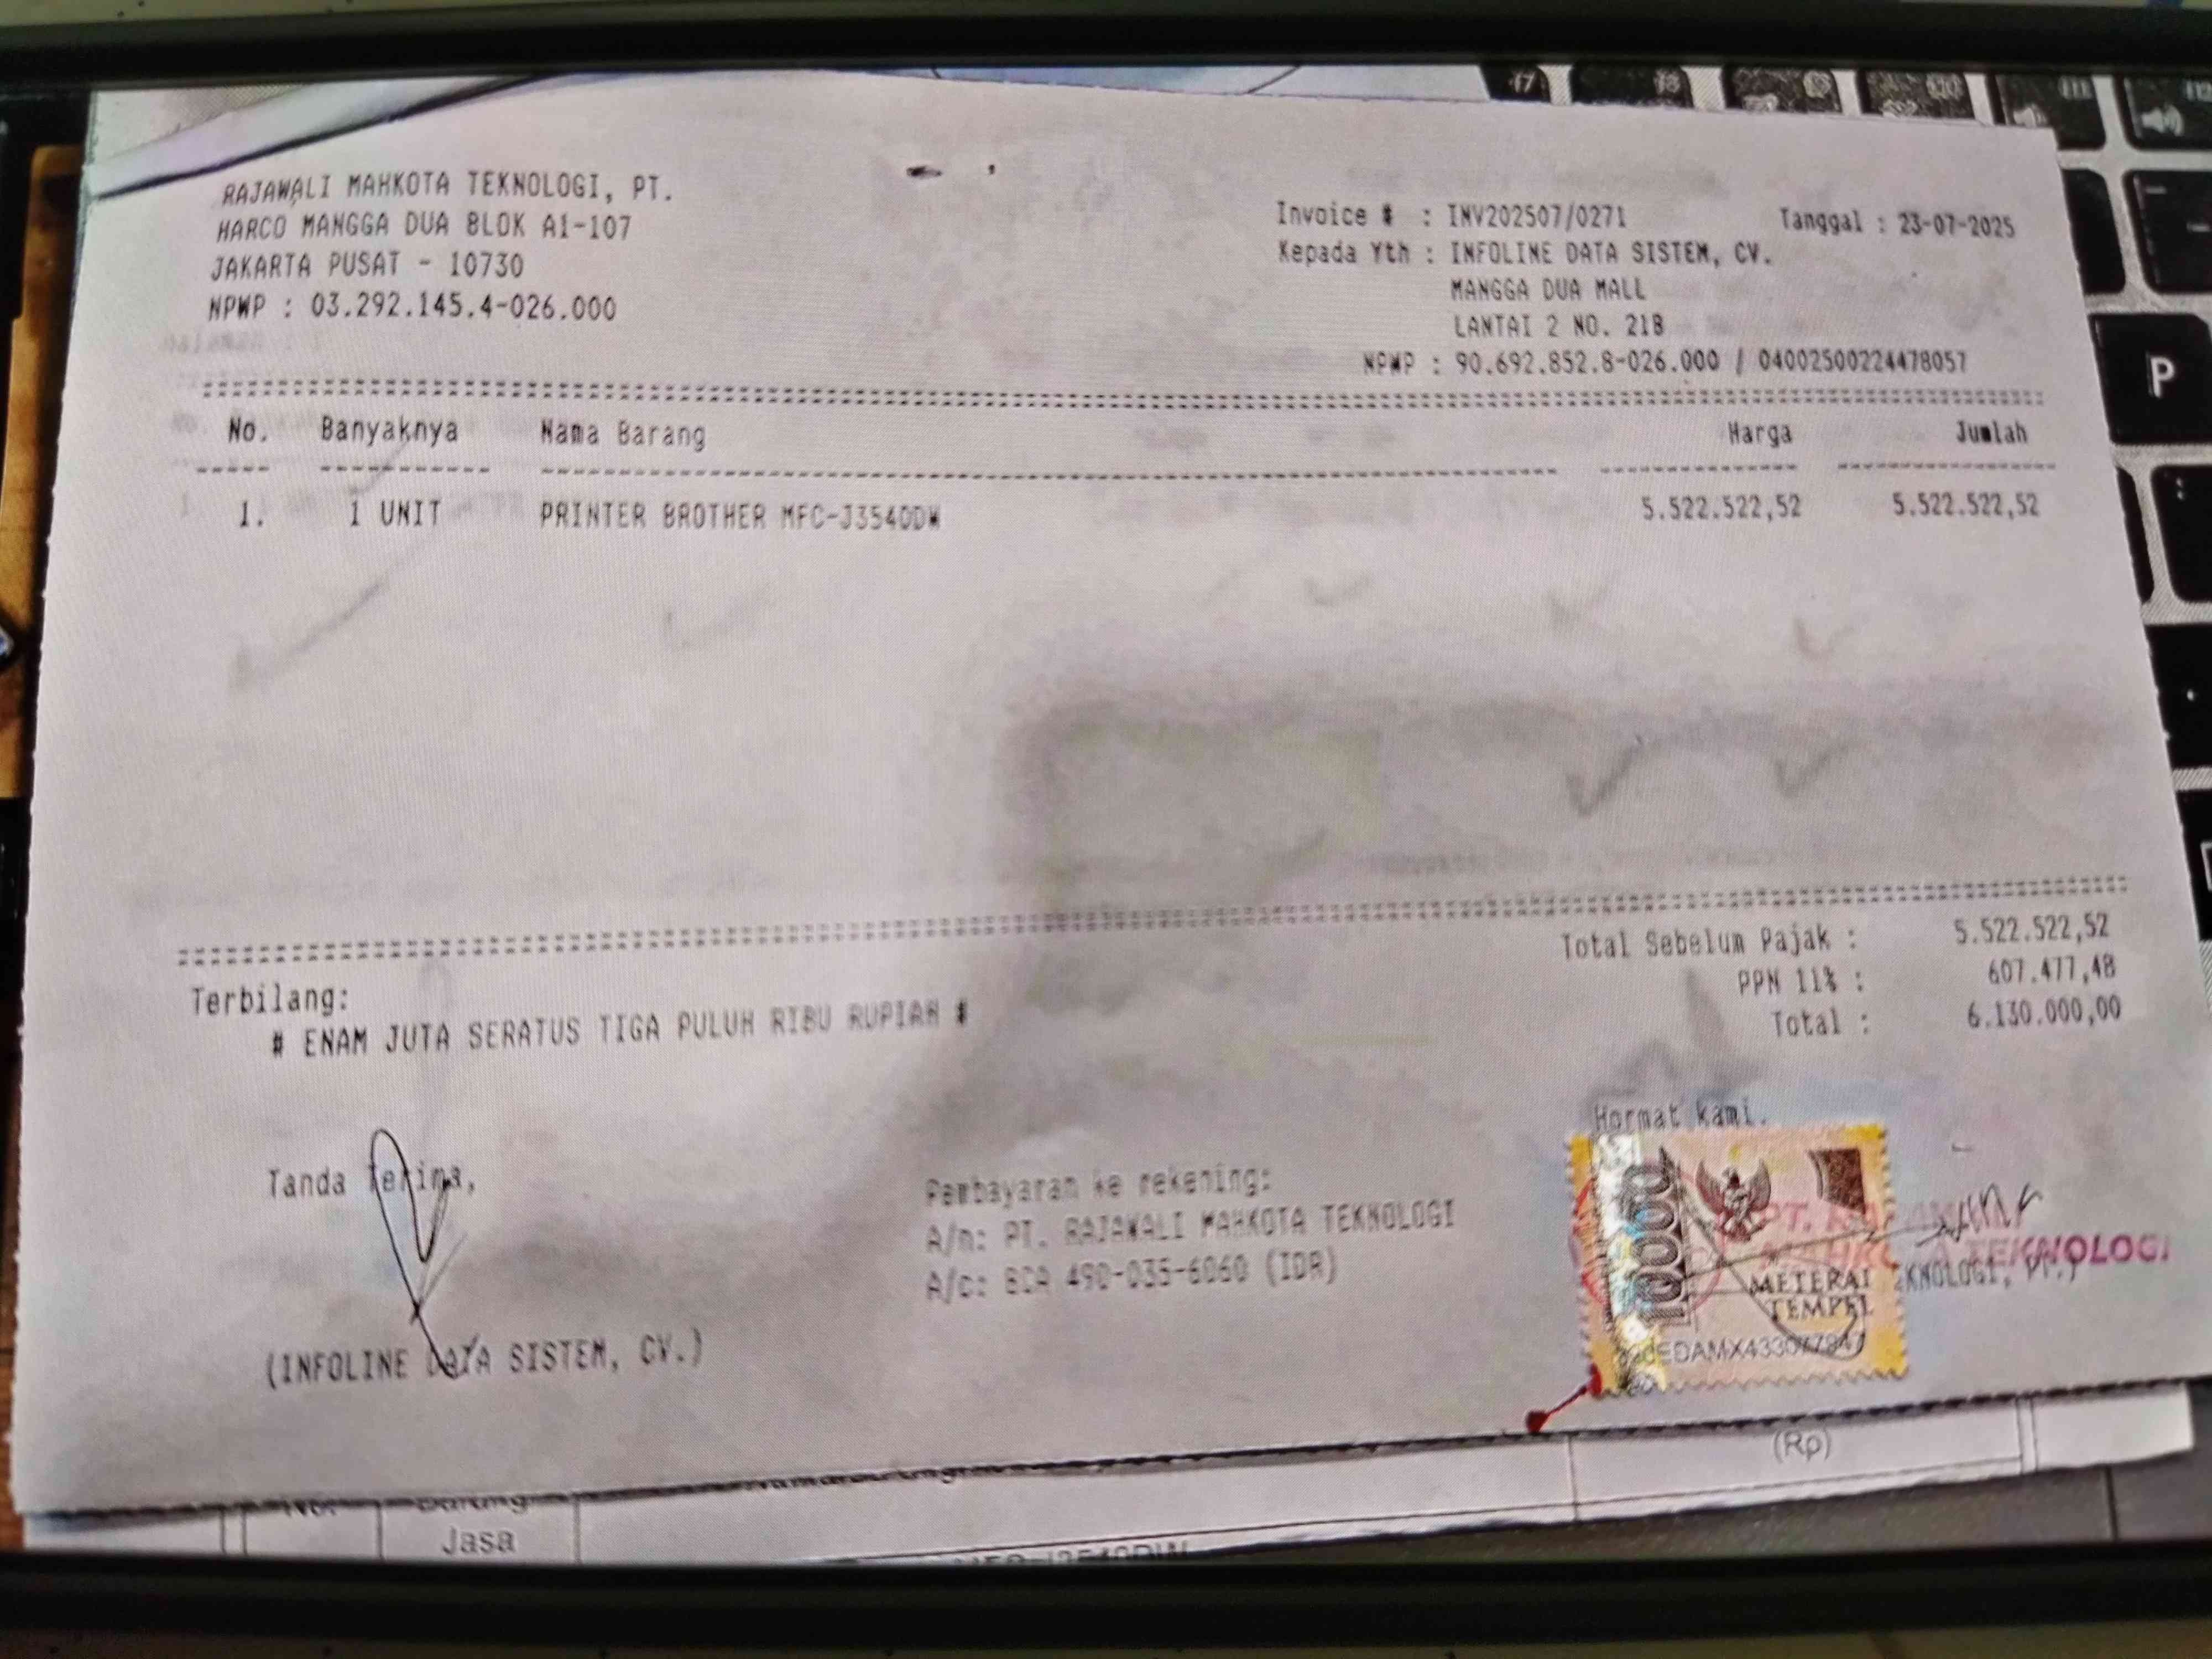 RAJAWALI MAHKOTA TEKNOLOGI, PT.
HARCO MANGGA DUA BLOK A1-107
JAKARTA PUSAT - 10730
NPWP : 03.292.145.4-026.000
Invoice # : INV202507/0271 Tanggal : 23-07-2025
Kepada Yth : INFOLINE DATA SISTEM, CV.
MANGGA DUA MALL
LANTAI 2 NO. 21B
NPWP : 90.692.852.8-026.000 / 04002500224478057
No. Banyaknya Nama Barang Harga Jumlah
1. 1 UNIT PRINTER BROTHER MFC-J3540DW 5.522.522,52 5.522.522,52
Total Sebelum Pajak : 5.522.522,52
PPN 11% : 607.477,48
Total : 6.130.000,00
Terbilang:
# ENAM JUTA SERATUS TIGA PULUH RIBU RUPIAH #
Hormat kami.
Tanda Terima,
(INFOLINE DATA SISTEM, CV.)
Pembayaran ke rekening:
A/n: PT. RAJAWALI MAHKOTA TEKNOLOGI
A/c: BCA 490-035-6060 (IDR)
10000
METERAI
TEMPEL
PT.
TEKNOLOGI
(Rp)
Jasa
P